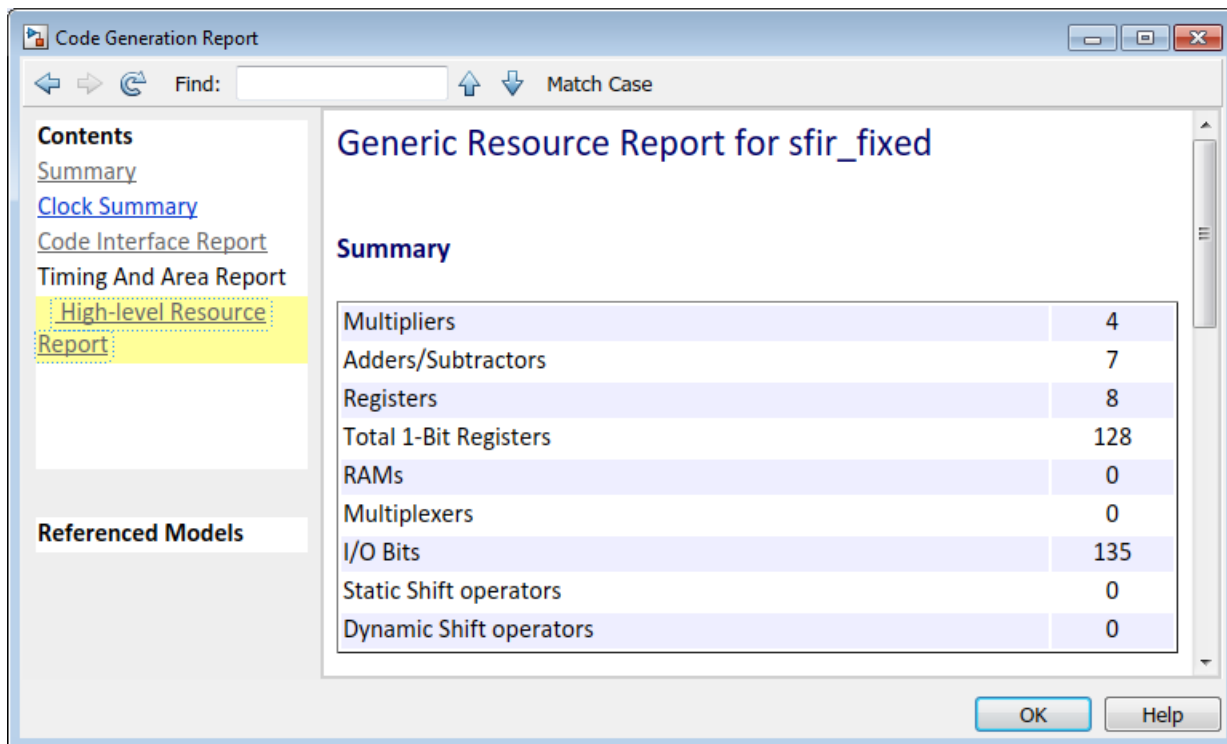 Code Generation Report
Find:
Match Case
Contents
Summary
Clock Summary
Code Interface Report
Timing And Area Report
High-level Resource
Report
Referenced Models
Generic Resource Report for sfir_fixed
Summary
Multipliers 4
Adders/Subtractors 7
Registers 8
Total 1-Bit Registers 128
RAMs 0
Multiplexers 0
I/O Bits 135
Static Shift operators 0
Dynamic Shift operators 0
OK Help